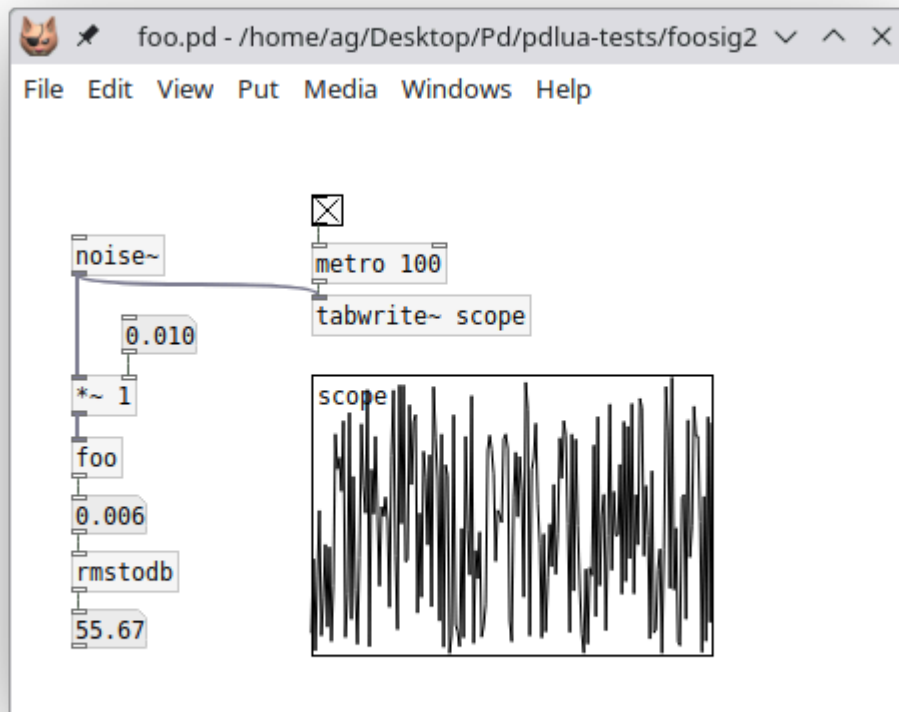 foo.pd - /home/ag/Desktop/Pd/pdlua-tests/foosig2
File Edit View Put Media Windows Help
noise~
metro 100
tabwrite~ scope
0.010
*~ 1
scope
foo
0.006
rmstodb
55.67